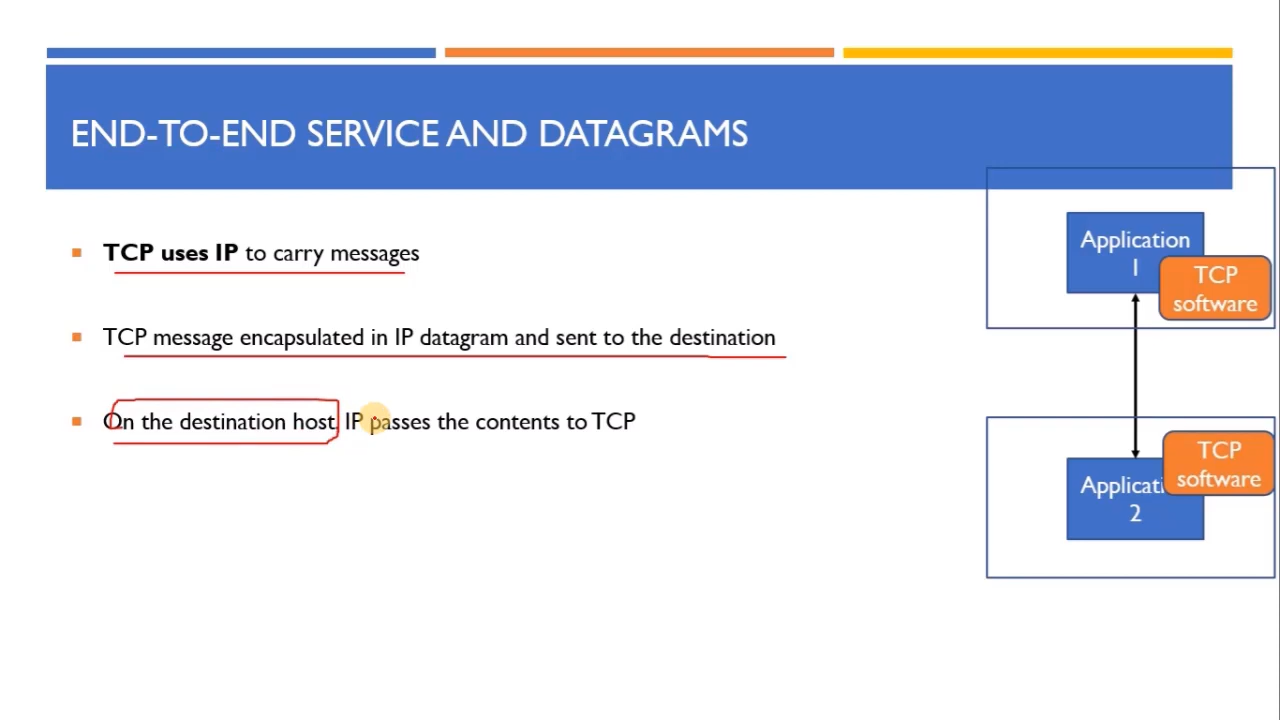 END-TO-END SERVICE AND DATAGRAMS
TCP uses IP to carry messages
TCP message encapsulated in IP datagram and sent to the destination
On the destination host, IP passes the contents to TCP
Application
1
TCP
software
TCP
software
Applicati
2